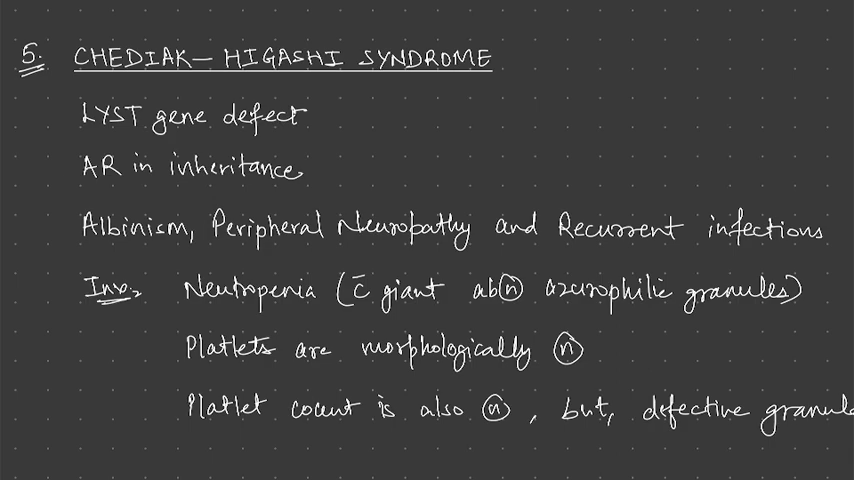 5. CHEDIAK – HIGASHI SYNDROME
LYST gene defect
AR in inheritance
Albinism, Peripheral Neuropathy and Recurrent infections
Inv. Neutropenia (c̄ giant ab(n) azurophilic granules)
Platlets are morphologically (n)
Platlet count is also (n), but, defective granule